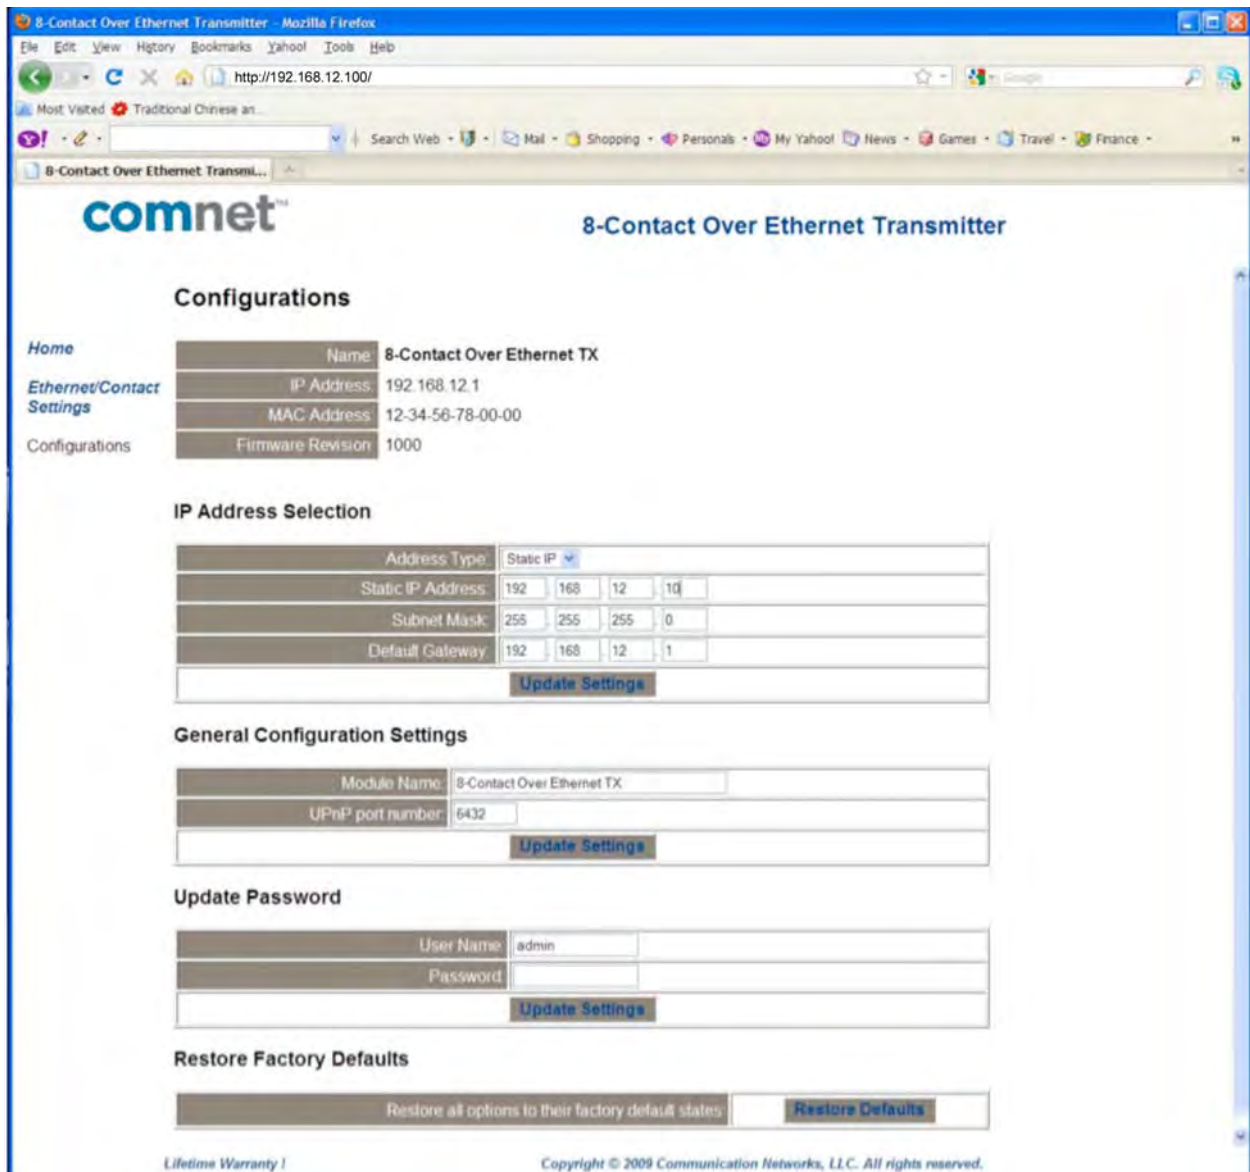 8-Contact Over Ethernet Transmitter - Mozilla Firefox
File Edit View History Bookmarks Yahoo! Tools Help
http://192.168.12.100/
Google
Most Visited Traditional Chinese an...
Y! Search Web Mail Shopping Personals My Yahoo! News Games Travel Finance
8-Contact Over Ethernet Transmi...
comnet™
8-Contact Over Ethernet Transmitter
Configurations
Home
Ethernet/Contact Settings
Configurations
Name 8-Contact Over Ethernet TX
IP Address 192.168.12.1
MAC Address 12-34-56-78-00-00
Firmware Revision 1000
IP Address Selection
Address Type: Static IP
Static IP Address: 192 . 168 . 12 . 10
Subnet Mask: 255 . 255 . 255 . 0
Default Gateway: 192 . 168 . 12 . 1
Update Settings
General Configuration Settings
Module Name: 8-Contact Over Ethernet TX
UPnP port number: 6432
Update Settings
Update Password
User Name admin
Password
Update Settings
Restore Factory Defaults
Restore all options to their factory default states Restore Defaults
Lifetime Warranty ! Copyright © 2009 Communication Networks, LLC. All rights reserved.